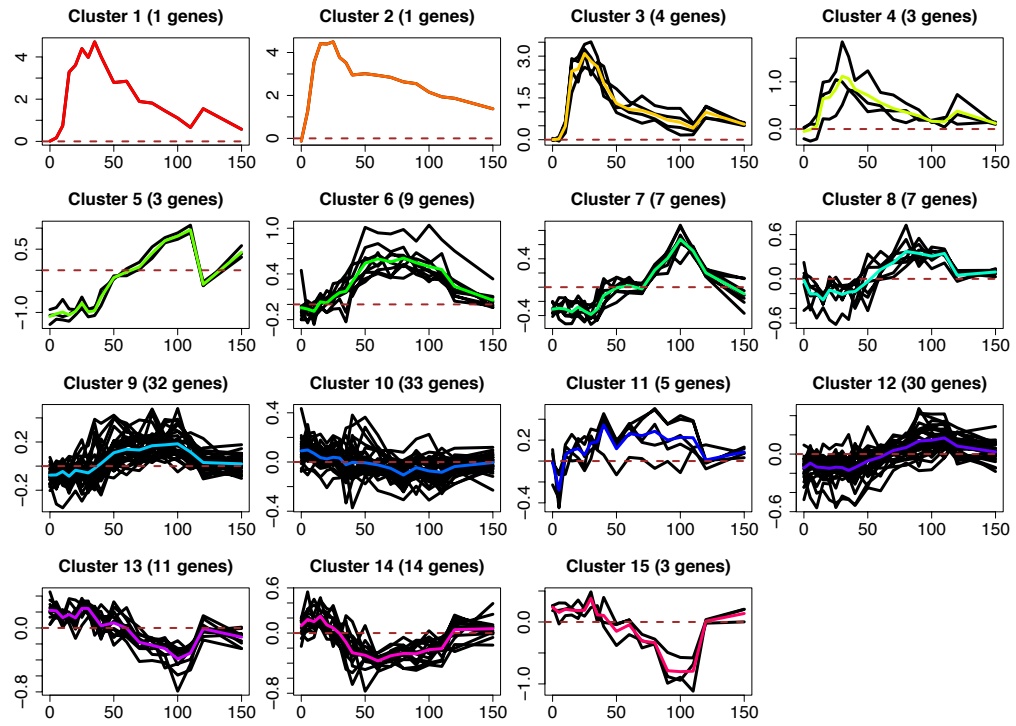 Cluster 1 (1 genes)
0 2 4
0 50 100 150
Cluster 2 (1 genes)
0 2 4
0 50 100 150
Cluster 3 (4 genes)
0.0 1.5 3.0
0 50 100 150
Cluster 4 (3 genes)
0.0 1.0
0 50 100 150
Cluster 5 (3 genes)
−1.0 0.5
0 50 100 150
Cluster 6 (9 genes)
−0.2 0.4 1.0
0 50 100 150
Cluster 7 (7 genes)
−0.4 0.4
0 50 100 150
Cluster 8 (7 genes)
−0.6 0.0 0.6
0 50 100 150
Cluster 9 (32 genes)
−0.2 0.2
0 50 100 150
Cluster 10 (33 genes)
−0.4 0.0 0.4
0 50 100 150
Cluster 11 (5 genes)
−0.4 0.2
0 50 100 150
Cluster 12 (30 genes)
−0.6 0.0
0 50 100 150
Cluster 13 (11 genes)
−0.8 0.0
0 50 100 150
Cluster 14 (14 genes)
−0.8 0.0 0.6
0 50 100 150
Cluster 15 (3 genes)
−1.0 0.0
0 50 100 150